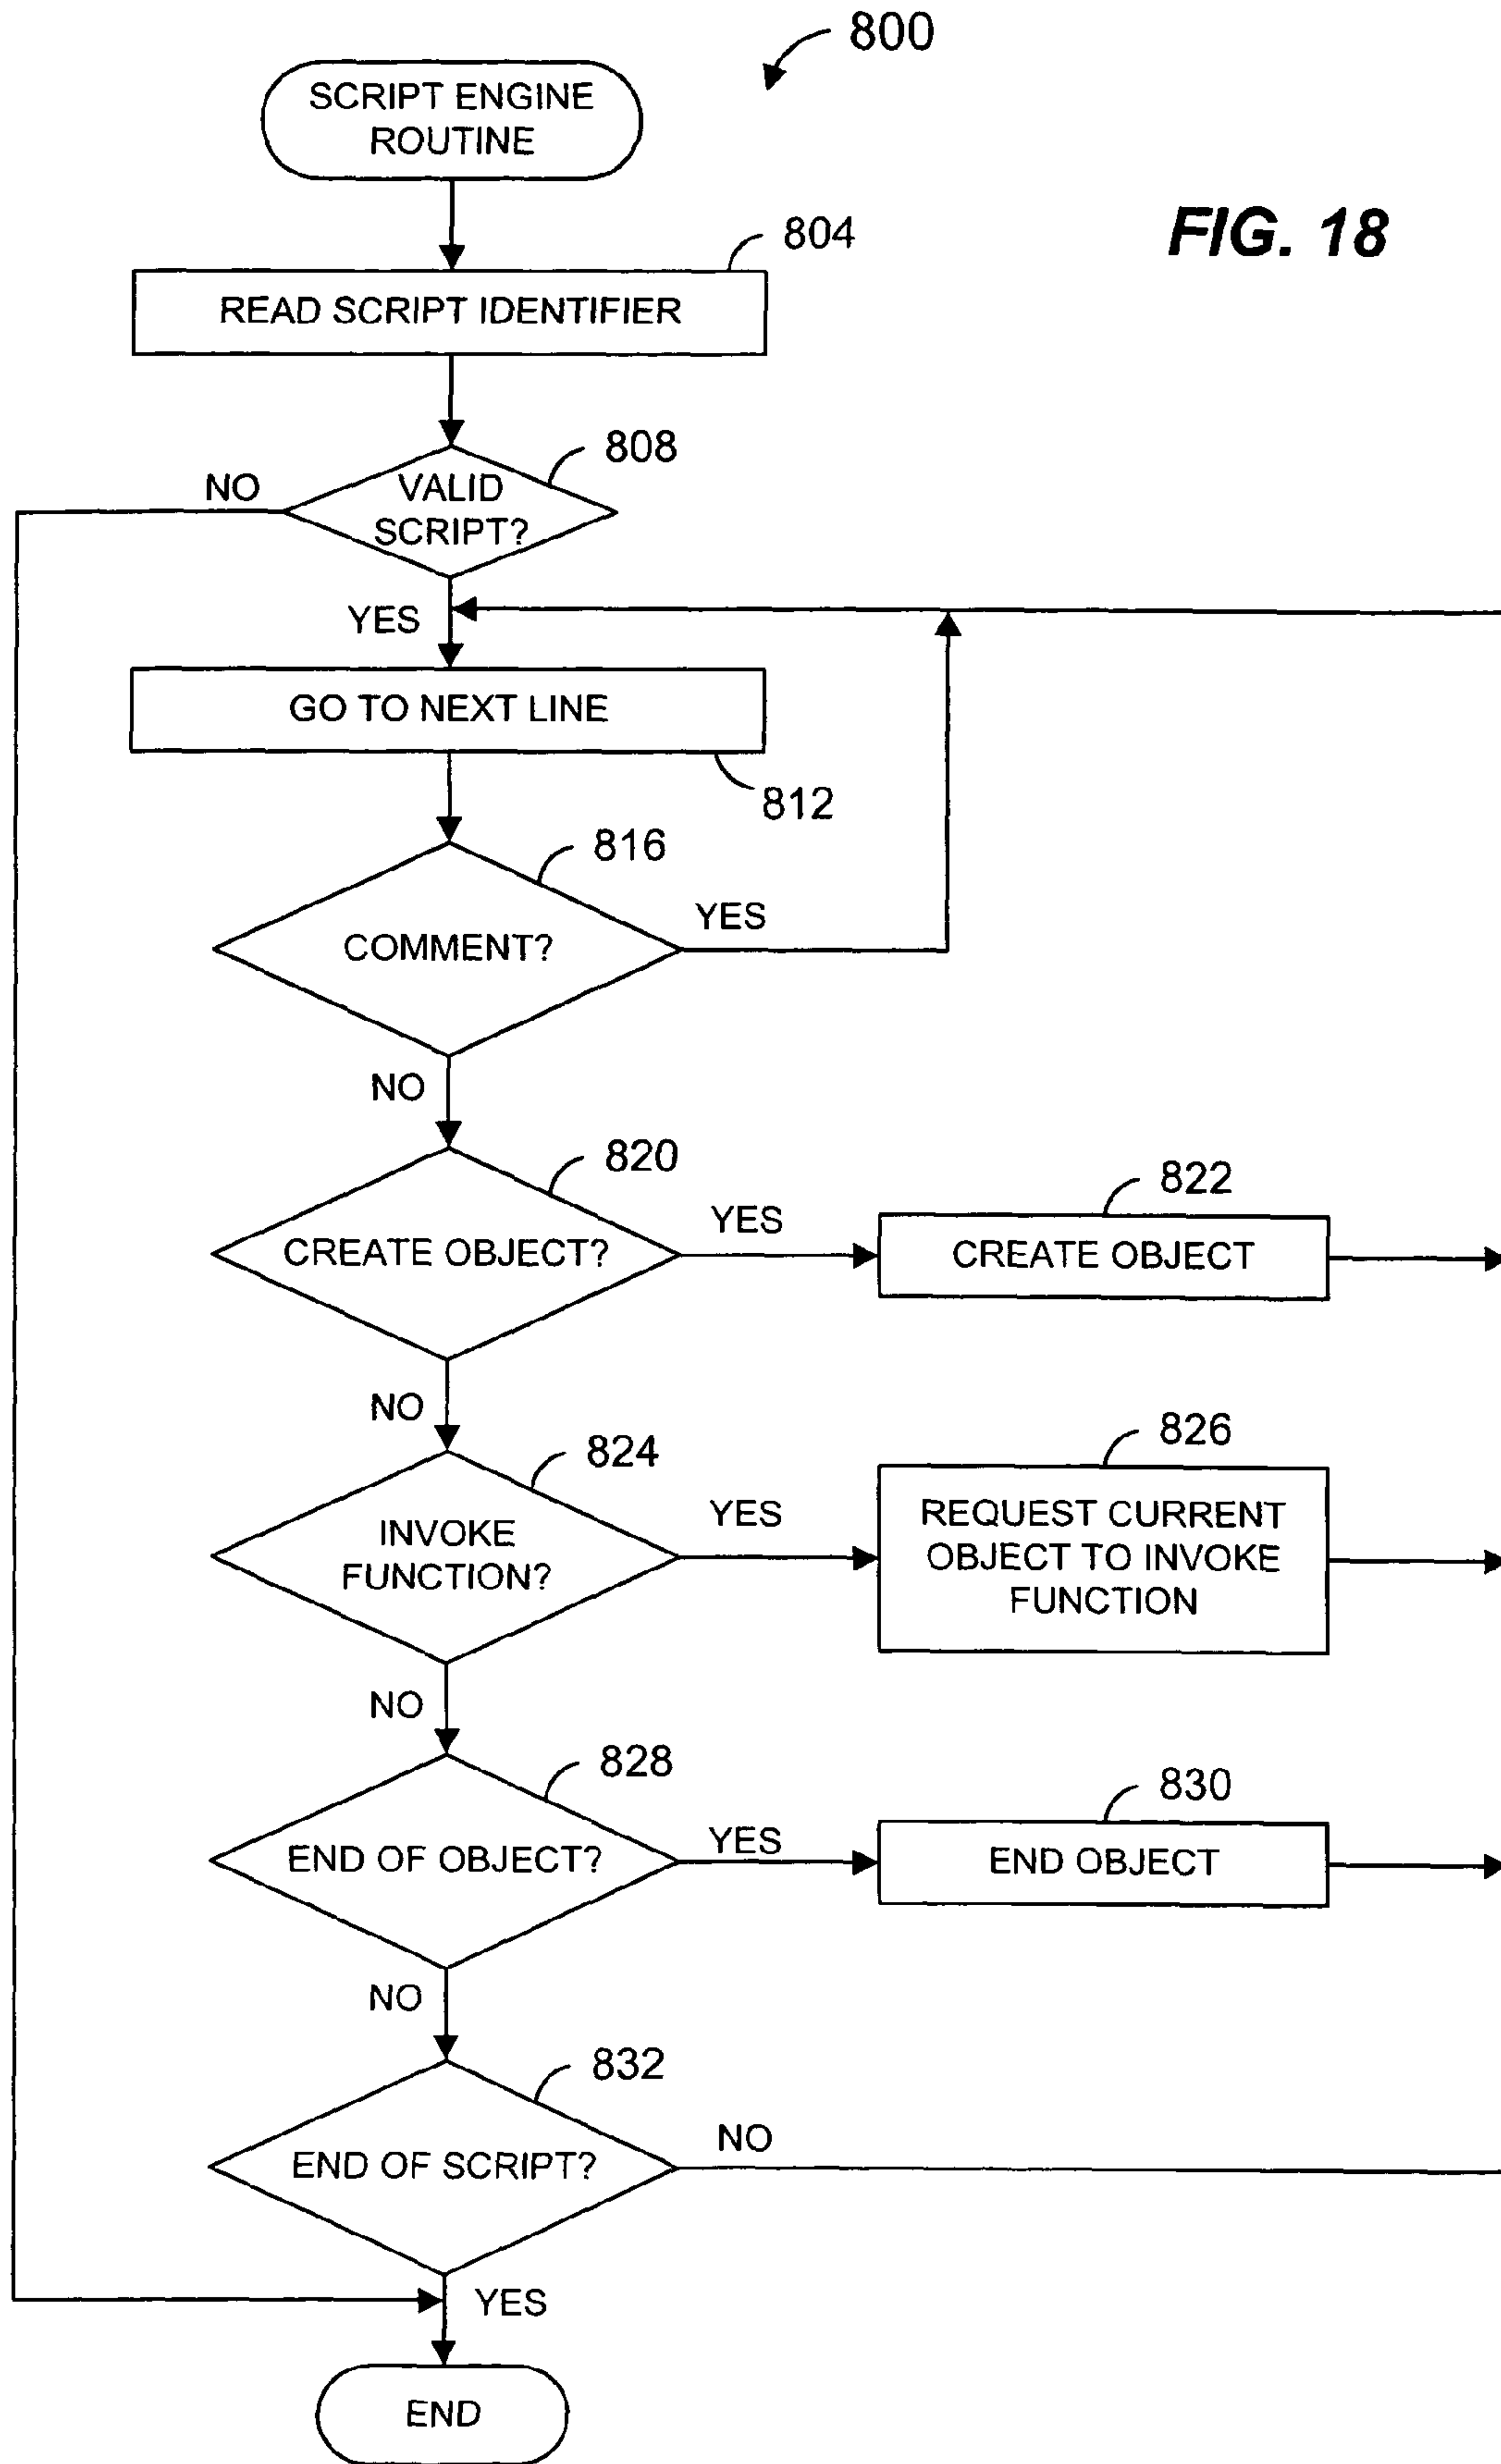 800
SCRIPT ENGINE
ROUTINE
FIG. 18
804
READ SCRIPT IDENTIFIER
808
NO
VALID
SCRIPT?
YES
GO TO NEXT LINE
812
816
YES
COMMENT?
NO
820
822
YES
CREATE OBJECT?
CREATE OBJECT
NO
824
826
YES
INVOKE
FUNCTION?
REQUEST CURRENT
OBJECT TO INVOKE
FUNCTION
NO
828
830
YES
END OF OBJECT?
END OBJECT
NO
832
NO
END OF SCRIPT?
YES
END